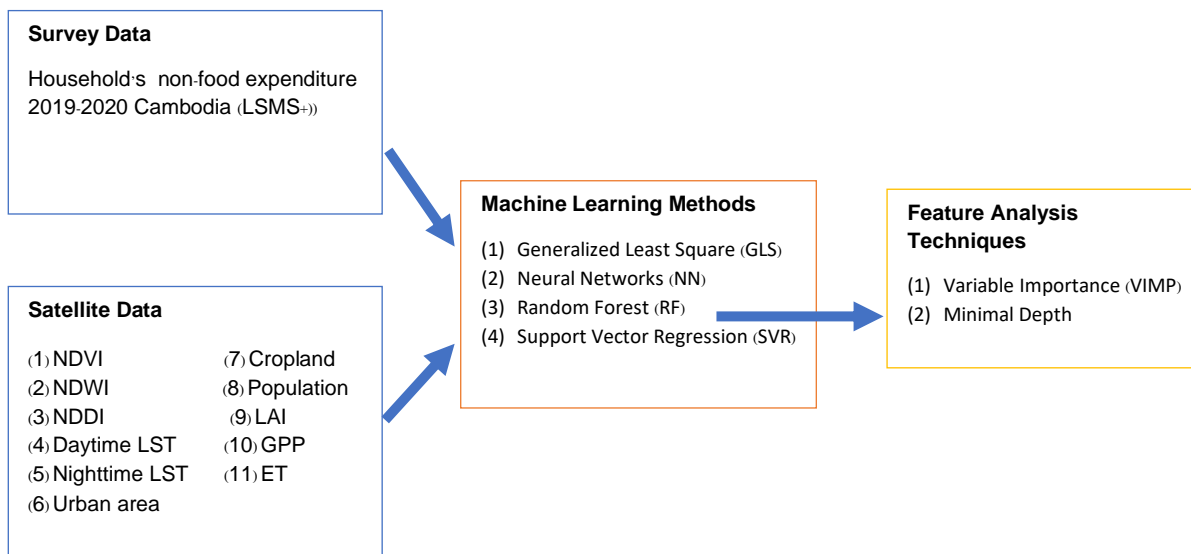 Survey Data
Household's non-food expenditure
2019-2020 Cambodia (LSMS+))
Satellite Data
(1) NDVI
(2) NDWI
(3) NDDI
(4) Daytime LST
(5) Nighttime LST
(6) Urban area
(7) Cropland
(8) Population
(9) LAI
(10) GPP
(11) ET
Machine Learning Methods
(1) Generalized Least Square (GLS)
(2) Neural Networks (NN)
(3) Random Forest (RF)
(4) Support Vector Regression (SVR)
Feature Analysis
Techniques
(1) Variable Importance (VIMP)
(2) Minimal Depth